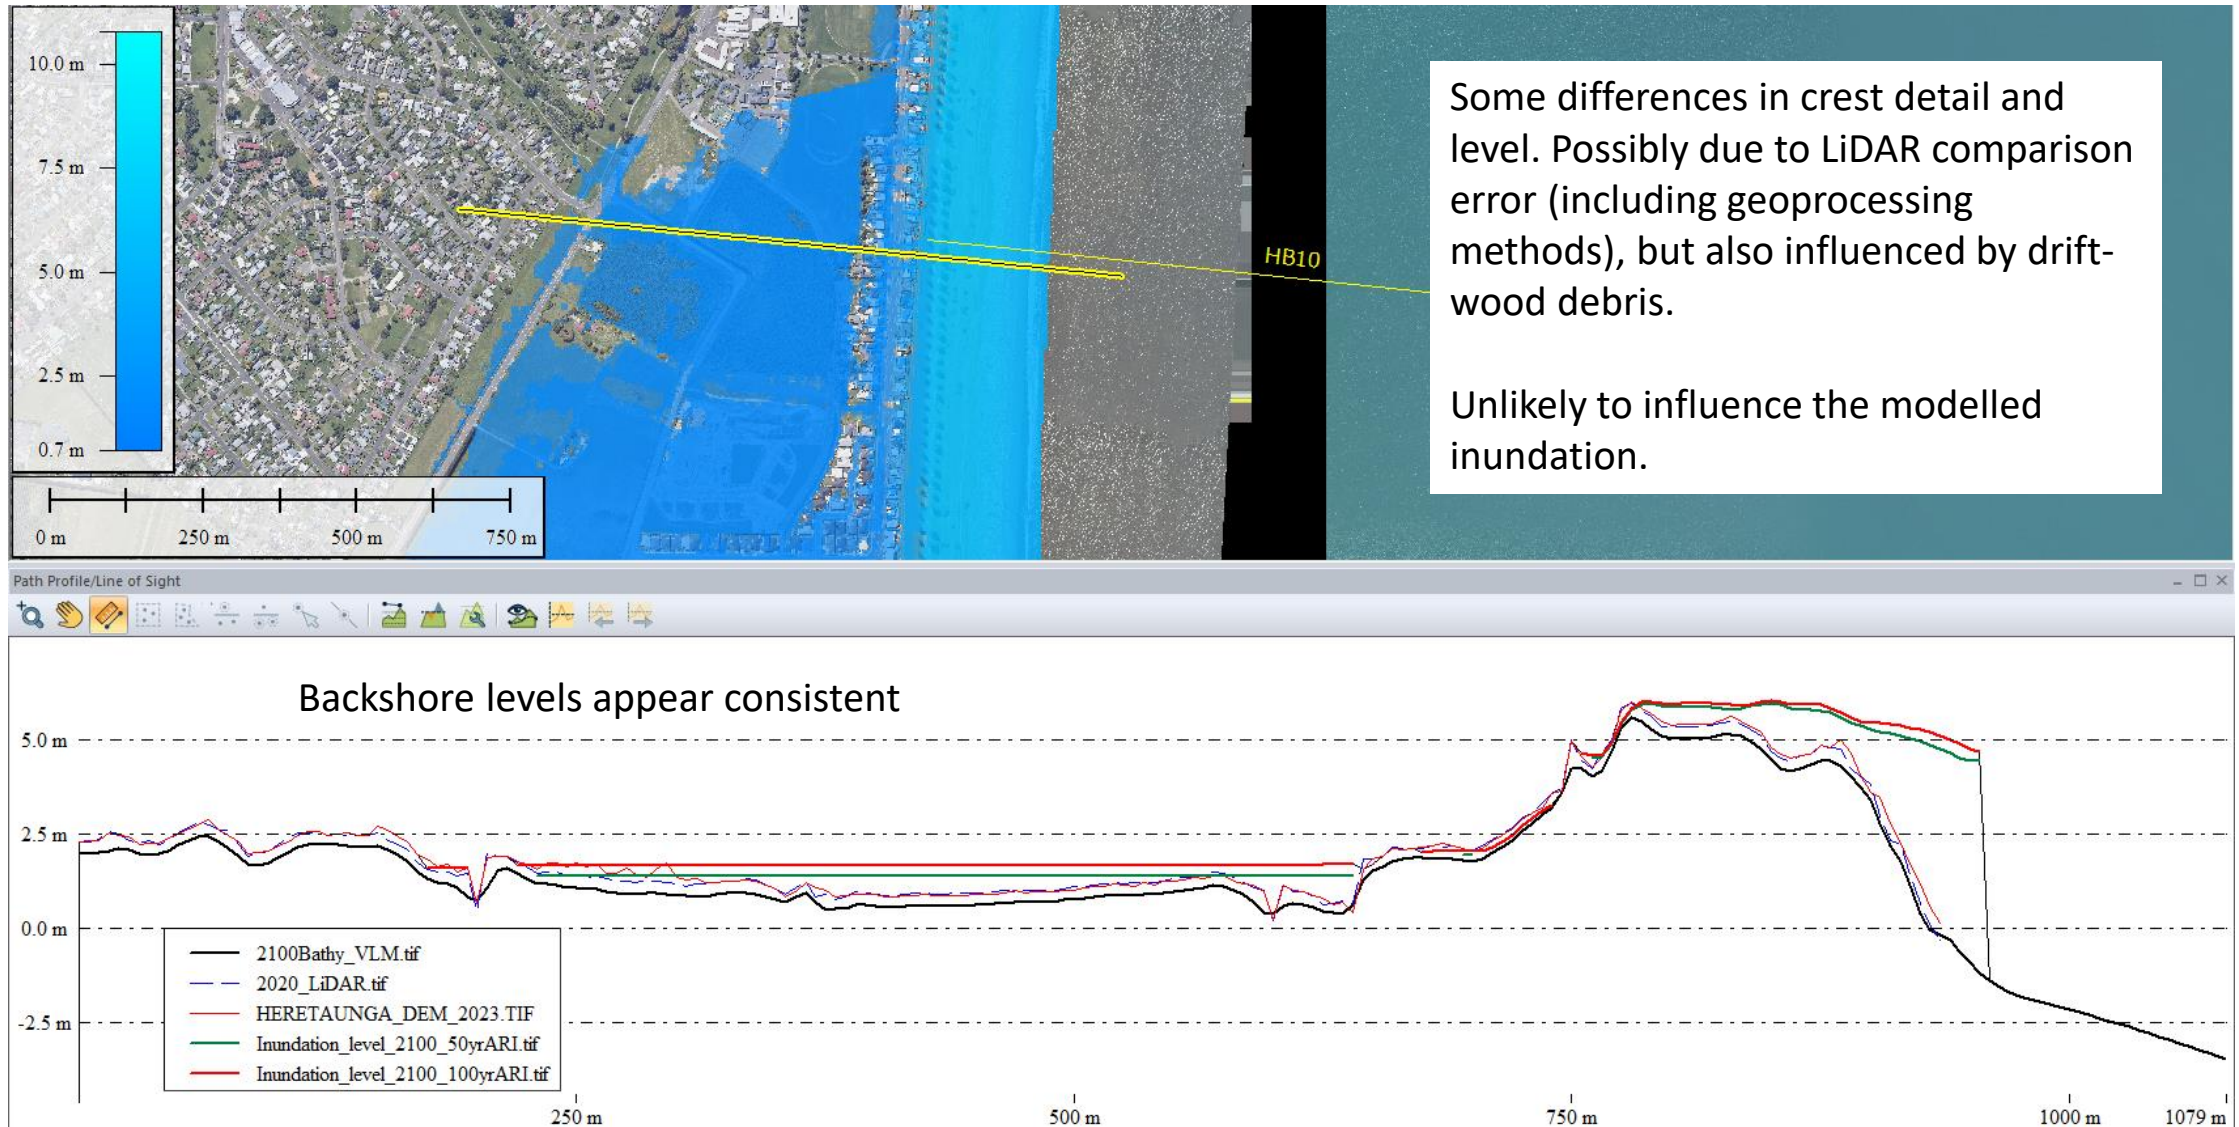 10.0 m
7.5 m
5.0 m
2.5 m
0.7 m
0 m 250 m 500 m 750 m
HB10
Some differences in crest detail and
level. Possibly due to LiDAR comparison
error (including geoprocessing
methods), but also influenced by drift-
wood debris.
Unlikely to influence the modelled
inundation.
Path Profile/Line of Sight
Backshore levels appear consistent
5.0 m
2.5 m
0.0 m
-2.5 m
2100Bathy_VLM.tif
2020_LiDAR.tif
HERETAUNGA_DEM_2023.TIF
Inundation_level_2100_50yrARI.tif
Inundation_level_2100_100yrARI.tif
250 m 500 m 750 m 1000 m 1079 m